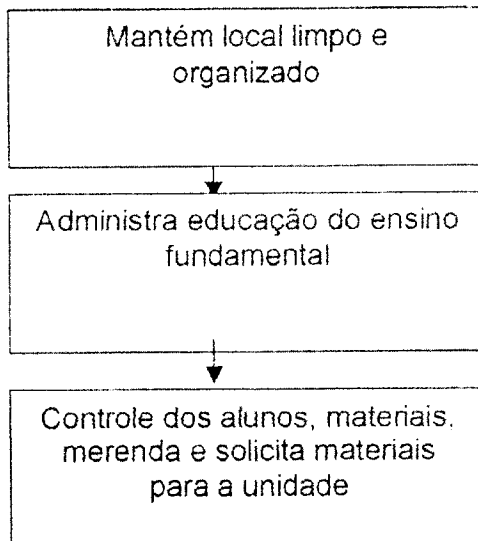 Mantém local limpo e
organizado
Administra educação do ensino
fundamental
Controle dos alunos, materiais,
merenda e solicita materiais
para a unidade